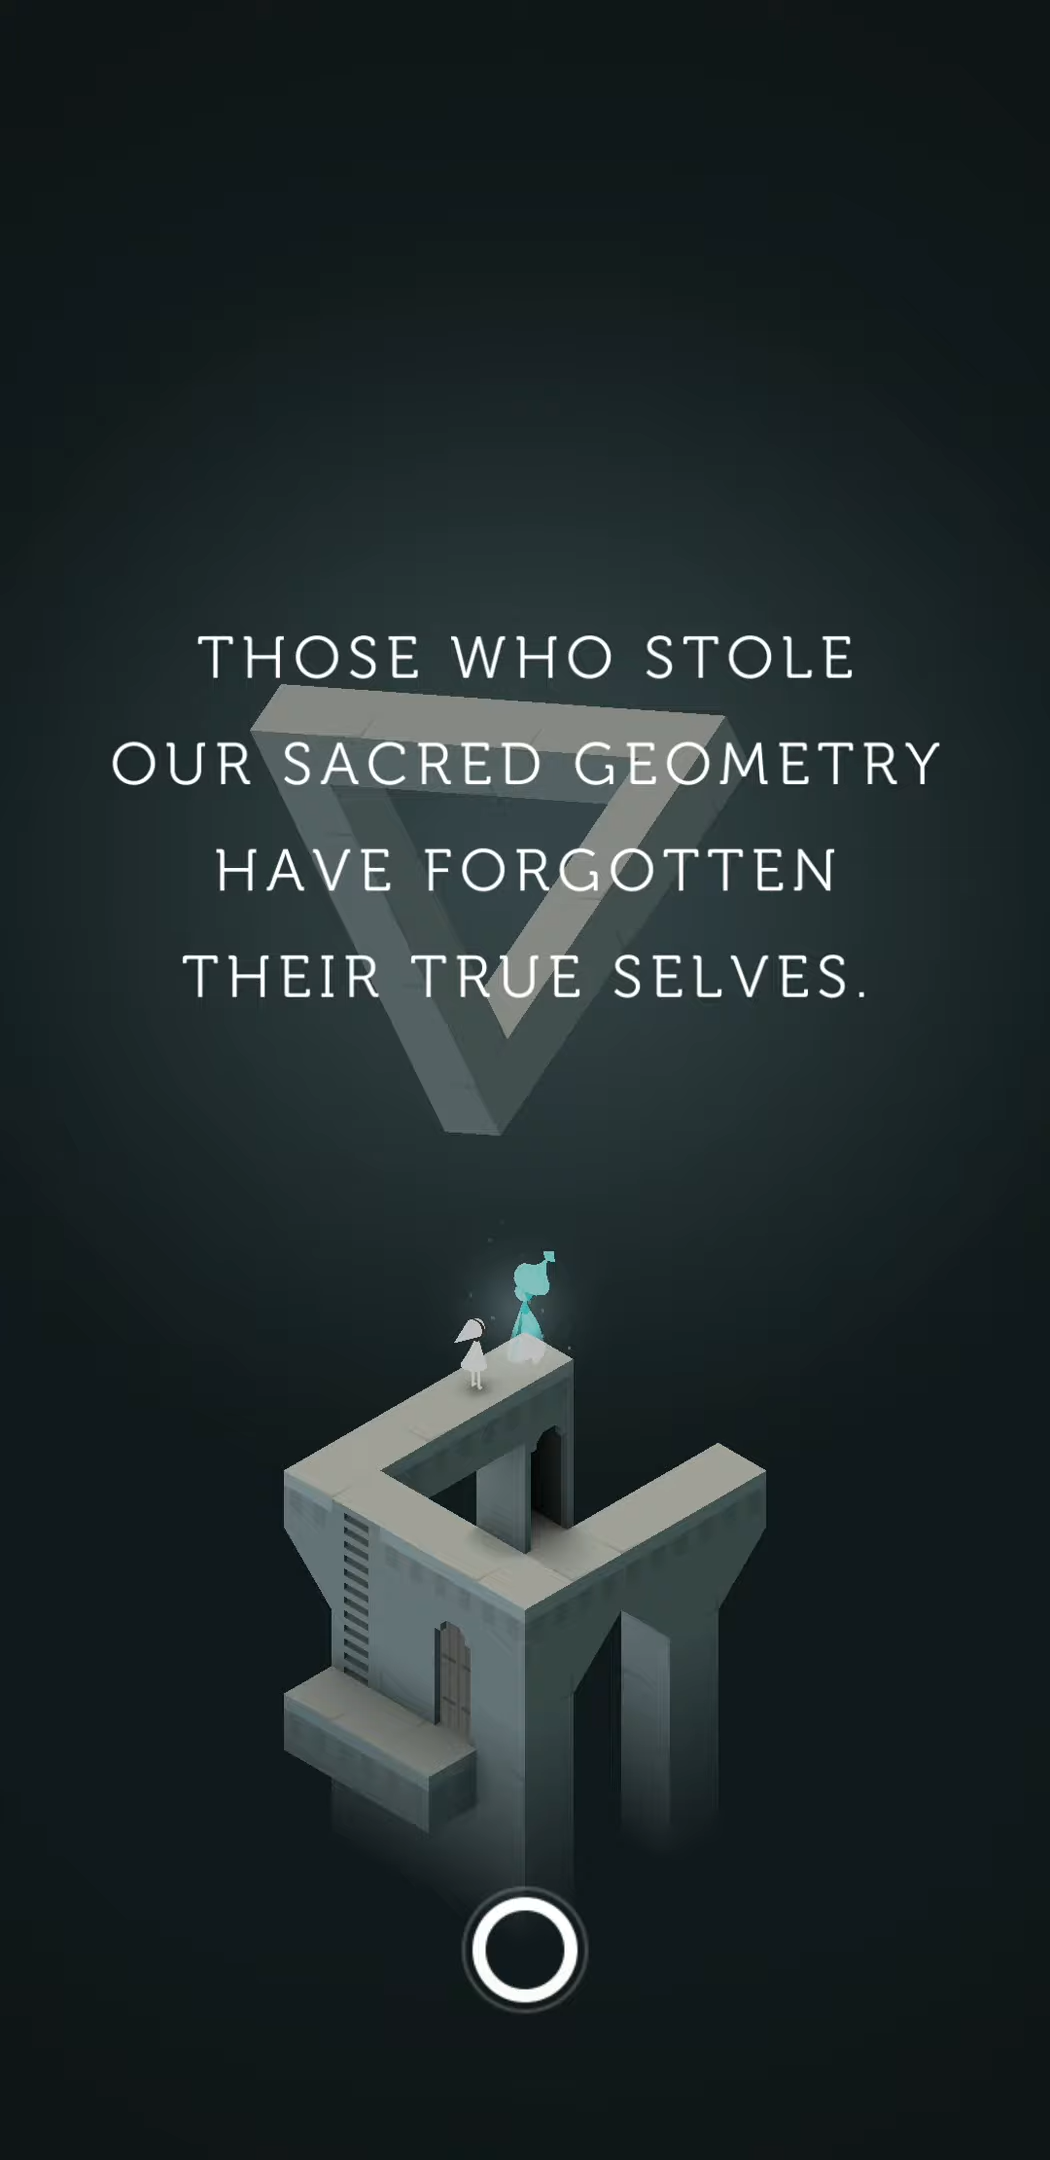 THOSE WHO STOLE
OUR SACRED GEOMETRY
HAVE FORGOTTEN
THEIR TRUE SELVES.